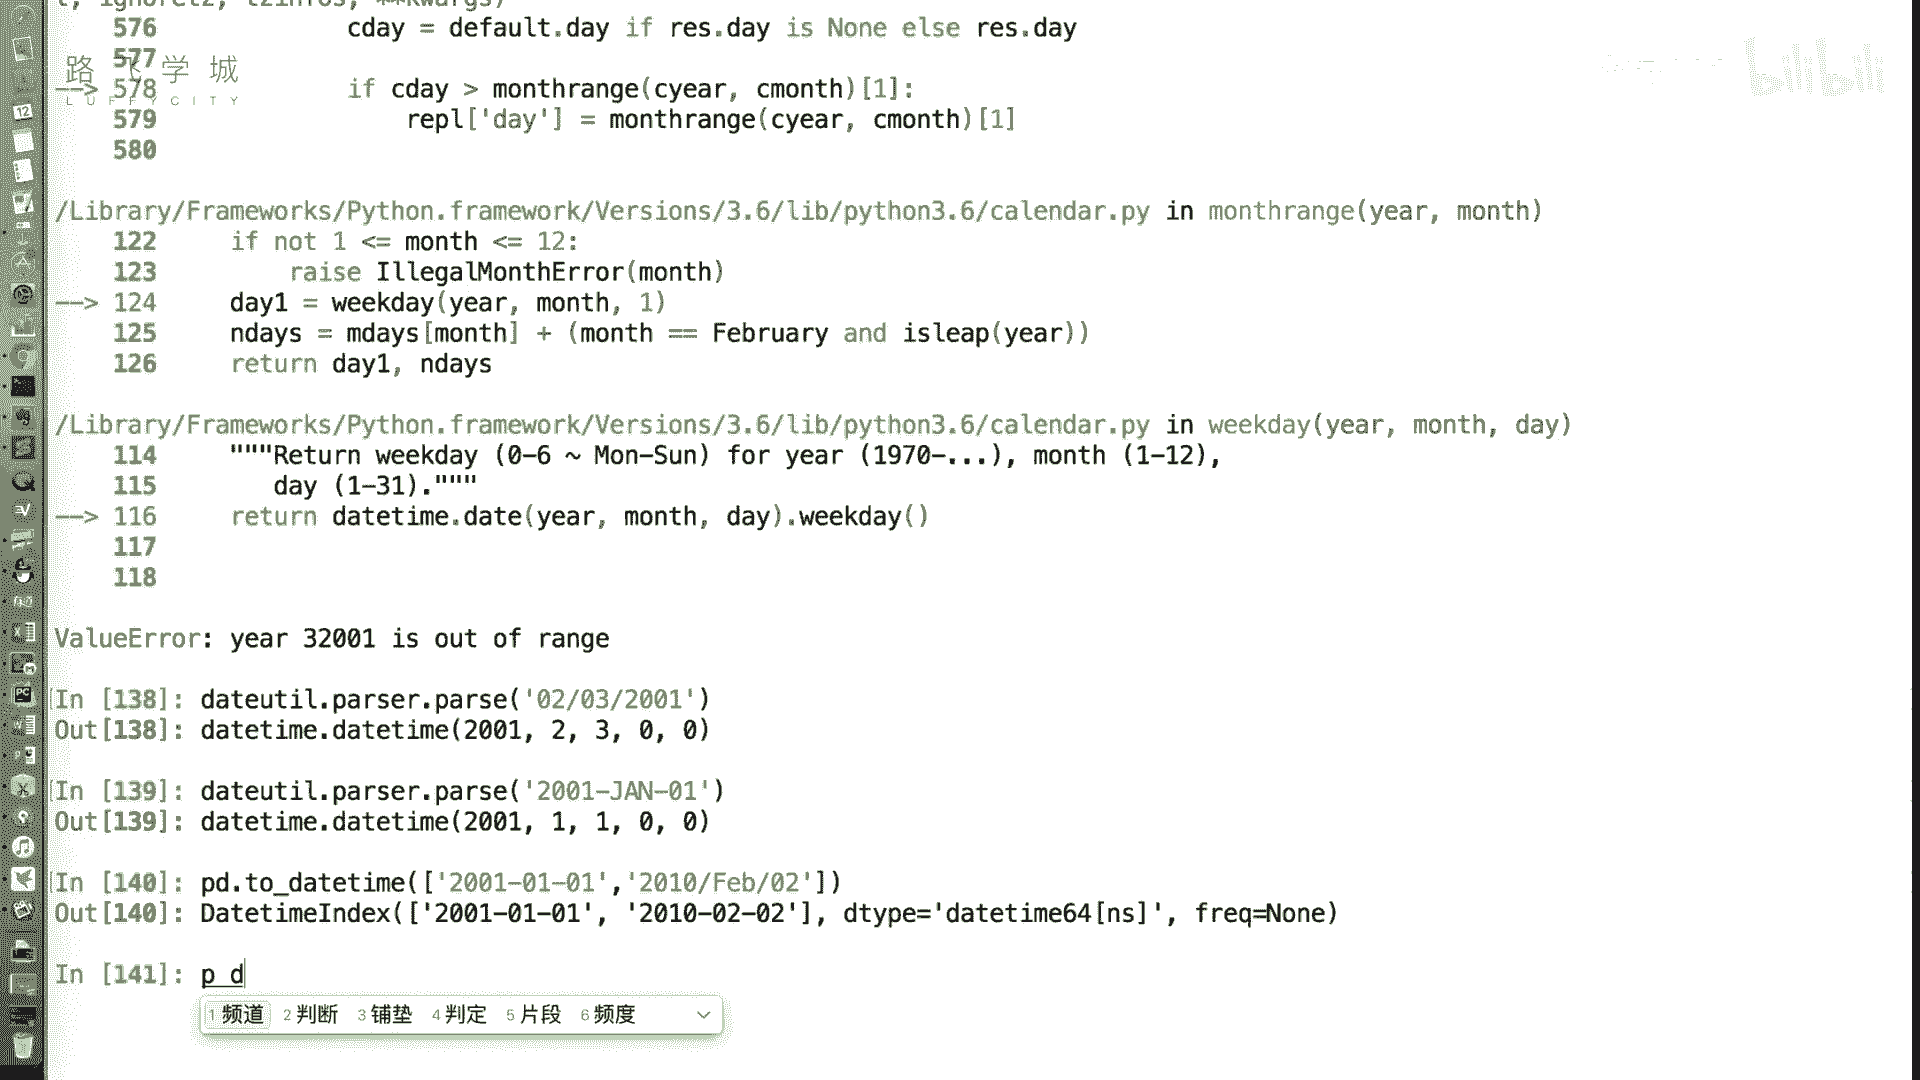 576             cday = default.day if res.day is None else res.day
577
路飞学城
--> 578             if cday > monthrange(cyear, cmonth)[1]:
LUFFYCITY
579                 repl['day'] = monthrange(cyear, cmonth)[1]
580
bilibili
/Library/Frameworks/Python.framework/Versions/3.6/lib/python3.6/calendar.py in monthrange(year, month)
122     if not 1 <= month <= 12:
123         raise IllegalMonthError(month)
--> 124     day1 = weekday(year, month, 1)
125     ndays = mdays[month] + (month == February and isleap(year))
126     return day1, ndays
/Library/Frameworks/Python.framework/Versions/3.6/lib/python3.6/calendar.py in weekday(year, month, day)
114     """Return weekday (0-6 ~ Mon-Sun) for year (1970-...), month (1-12),
115        day (1-31)."""
--> 116     return datetime.date(year, month, day).weekday()
117
118
ValueError: year 32001 is out of range
In [138]: dateutil.parser.parse('02/03/2001')
Out[138]: datetime.datetime(2001, 2, 3, 0, 0)
In [139]: dateutil.parser.parse('2001-JAN-01')
Out[139]: datetime.datetime(2001, 1, 1, 0, 0)
In [140]: pd.to_datetime(['2001-01-01','2010/Feb/02'])
Out[140]: DatetimeIndex(['2001-01-01', '2010-02-02'], dtype='datetime64[ns]', freq=None)
In [141]: p d
1 频道 2 判断 3 铺垫 4 判定 5 片段 6 频度